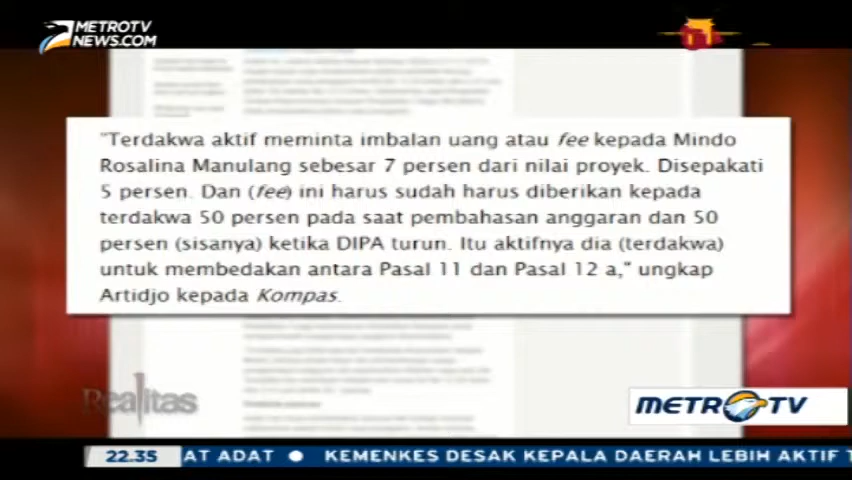 METROTV
NEWS.COM
"Terdakwa aktif meminta imbalan uang atau fee kepada Mindo
Rosalina Manulang sebesar 7 persen dari nilai proyek. Disepakati
5 persen. Dan (fee) ini harus sudah harus diberikan kepada
terdakwa 50 persen pada saat pembahasan anggaran dan 50
persen (sisanya) ketika DIPA turun. Itu aktifnya dia (terdakwa)
untuk membedakan antara Pasal 11 dan Pasal 12 a," ungkap
Artidjo kepada Kompas.
Realitas
METRO TV
22.35 AT ADAT ● KEMENKES DESAK KEPALA DAERAH LEBIH AKTIF